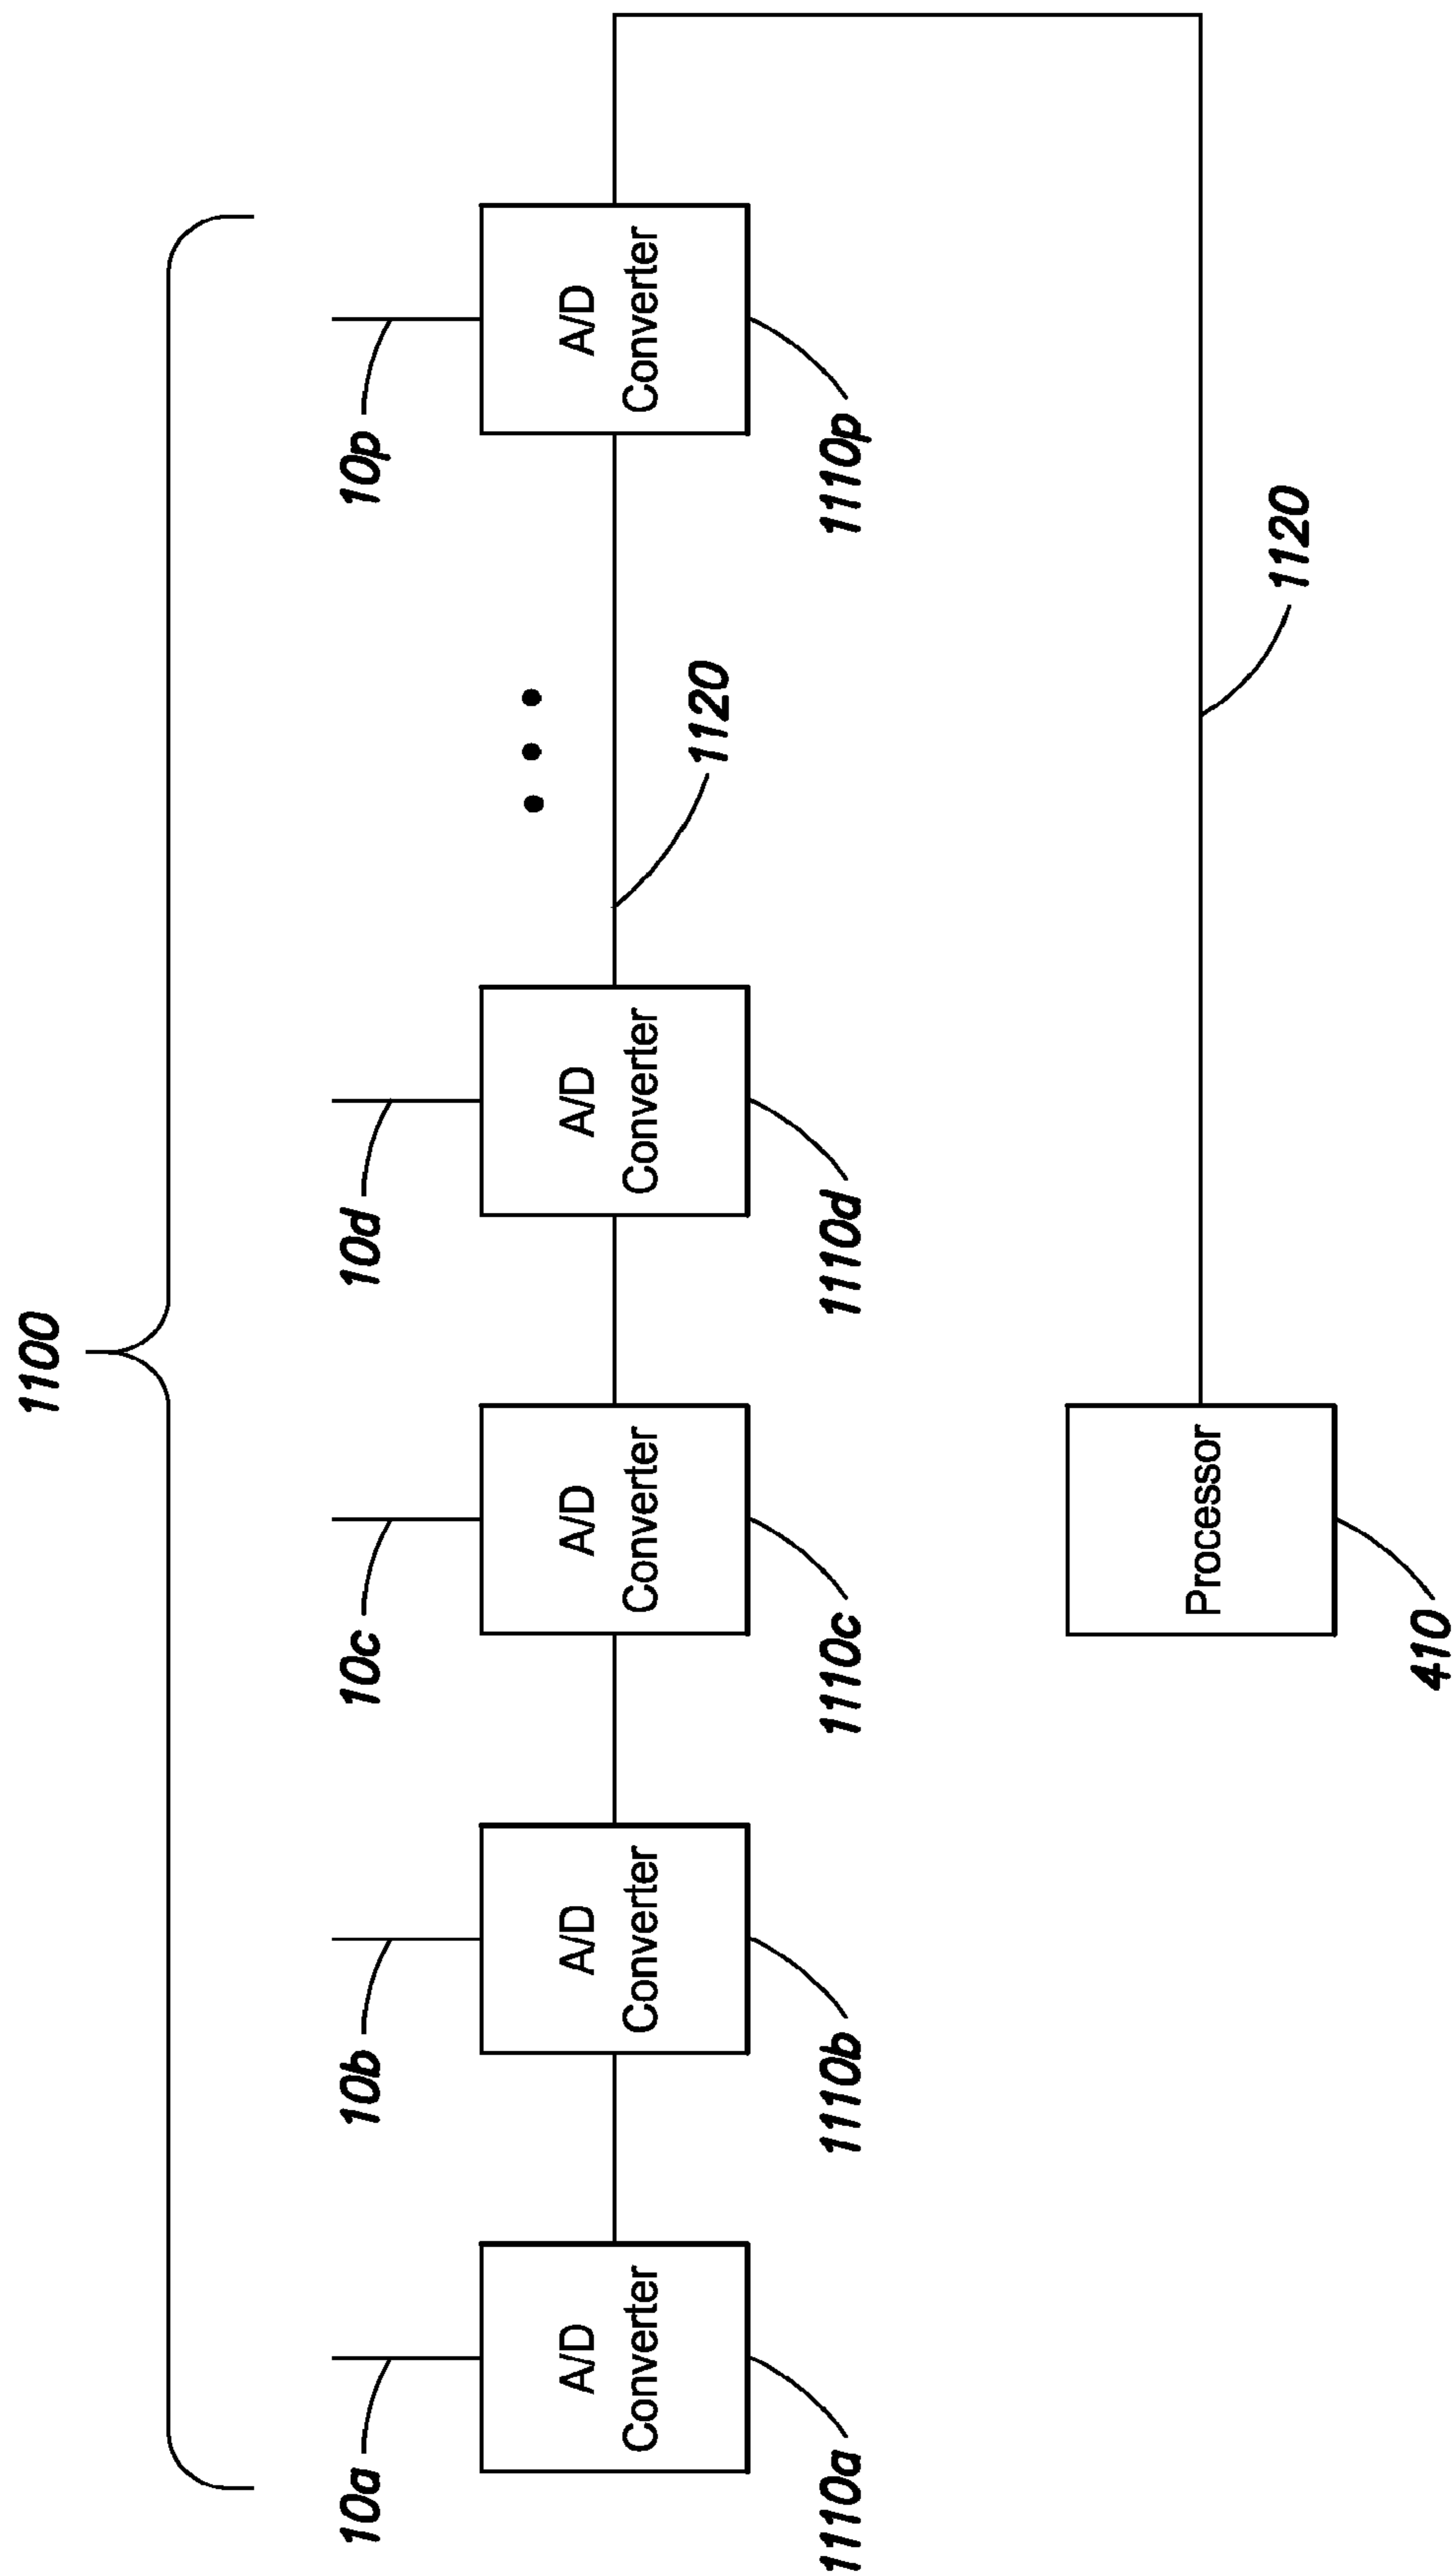 1100
10a
10b
10c
10d
10p
A/D
Converter
A/D
Converter
A/D
Converter
A/D
Converter
A/D
Converter
1110a
1110b
1110c
1110d
1120
1110p
Processor
410
1120